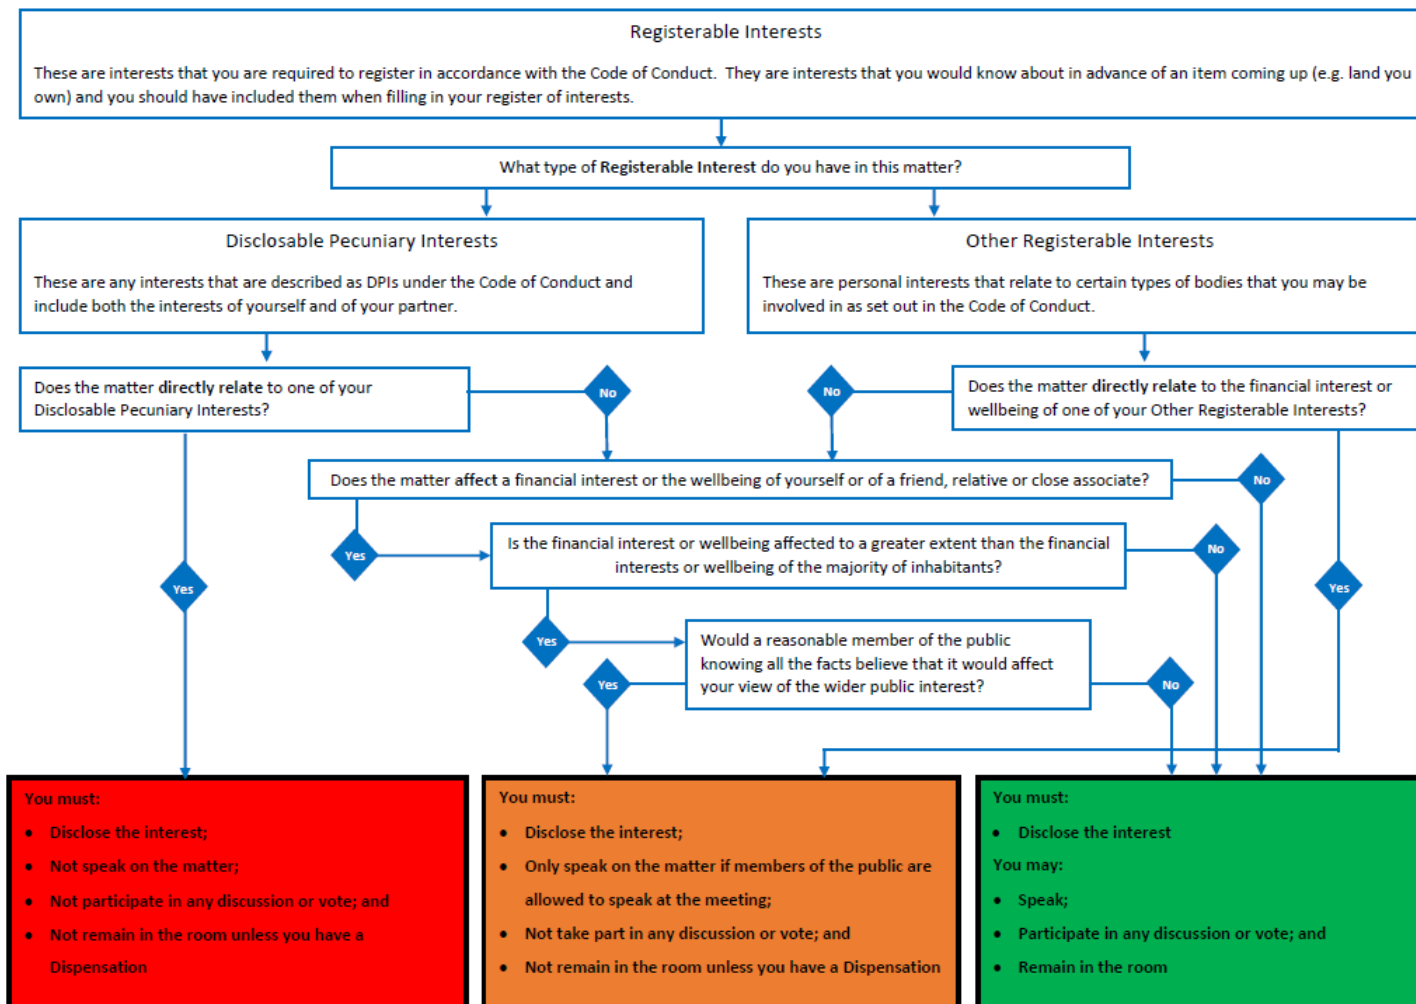 Registerable Interests
These are interests that you are required to register in accordance with the Code of Conduct.  They are interests that you would know about in advance of an item coming up (e.g. land you
own) and you should have included them when filling in your register of interests.
What type of Registerable Interest do you have in this matter?
Disclosable Pecuniary Interests
These are any interests that are described as DPIs under the Code of Conduct and
include both the interests of yourself and of your partner.
Other Registerable Interests
These are personal interests that relate to certain types of bodies that you may be
involved in as set out in the Code of Conduct.
Does the matter directly relate to one of your
Disclosable Pecuniary Interests?
No
No
Does the matter directly relate to the financial interest or
wellbeing of one of your Other Registerable Interests?
Does the matter affect a financial interest or the wellbeing of yourself or of a friend, relative or close associate?
No
Yes
Is the financial interest or wellbeing affected to a greater extent than the financial
interests or wellbeing of the majority of inhabitants?
No
Yes
Yes
Yes
Would a reasonable member of the public
knowing all the facts believe that it would affect
your view of the wider public interest?
Yes
No
You must:
• Disclose the interest;
• Not speak on the matter;
• Not participate in any discussion or vote; and
• Not remain in the room unless you have a
Dispensation
You must:
• Disclose the interest;
• Only speak on the matter if members of the public are
allowed to speak at the meeting;
• Not take part in any discussion or vote; and
• Not remain in the room unless you have a Dispensation
You must:
• Disclose the interest
You may:
• Speak;
• Participate in any discussion or vote; and
• Remain in the room